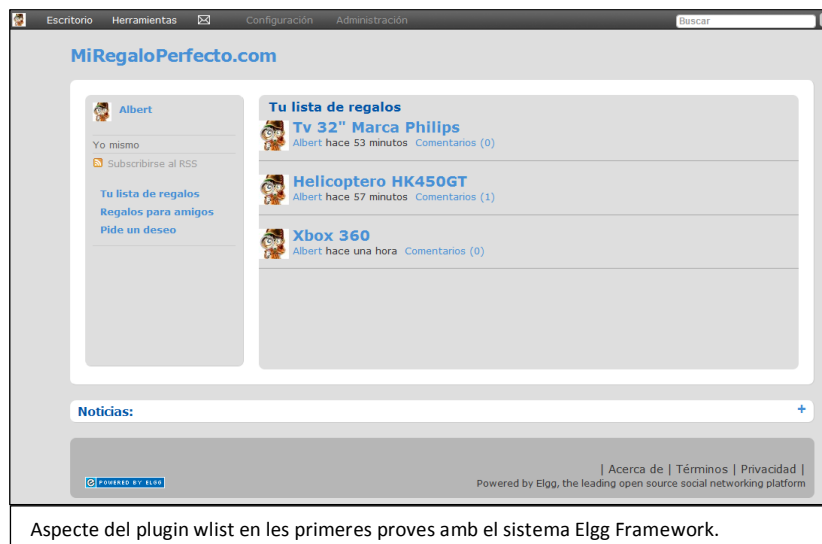 Escritorio Herramientas Configuración Administración Buscar
MiRegaloPerfecto.com
Albert
Yo mismo
Subscribirse al RSS
Tu lista de regalos
Regalos para amigos
Pide un deseo
Tu lista de regalos
Tv 32" Marca Philips
Albert hace 53 minutos Comentarios (0)
Helicoptero HK450GT
Albert hace 57 minutos Comentarios (1)
Xbox 360
Albert hace una hora Comentarios (0)
Noticias: +
POWERED BY ELGG
| Acerca de | Términos | Privacidad |
Powered by Elgg, the leading open source social networking platform
Aspecte del plugin wlist en les primeres proves amb el sistema Elgg Framework.